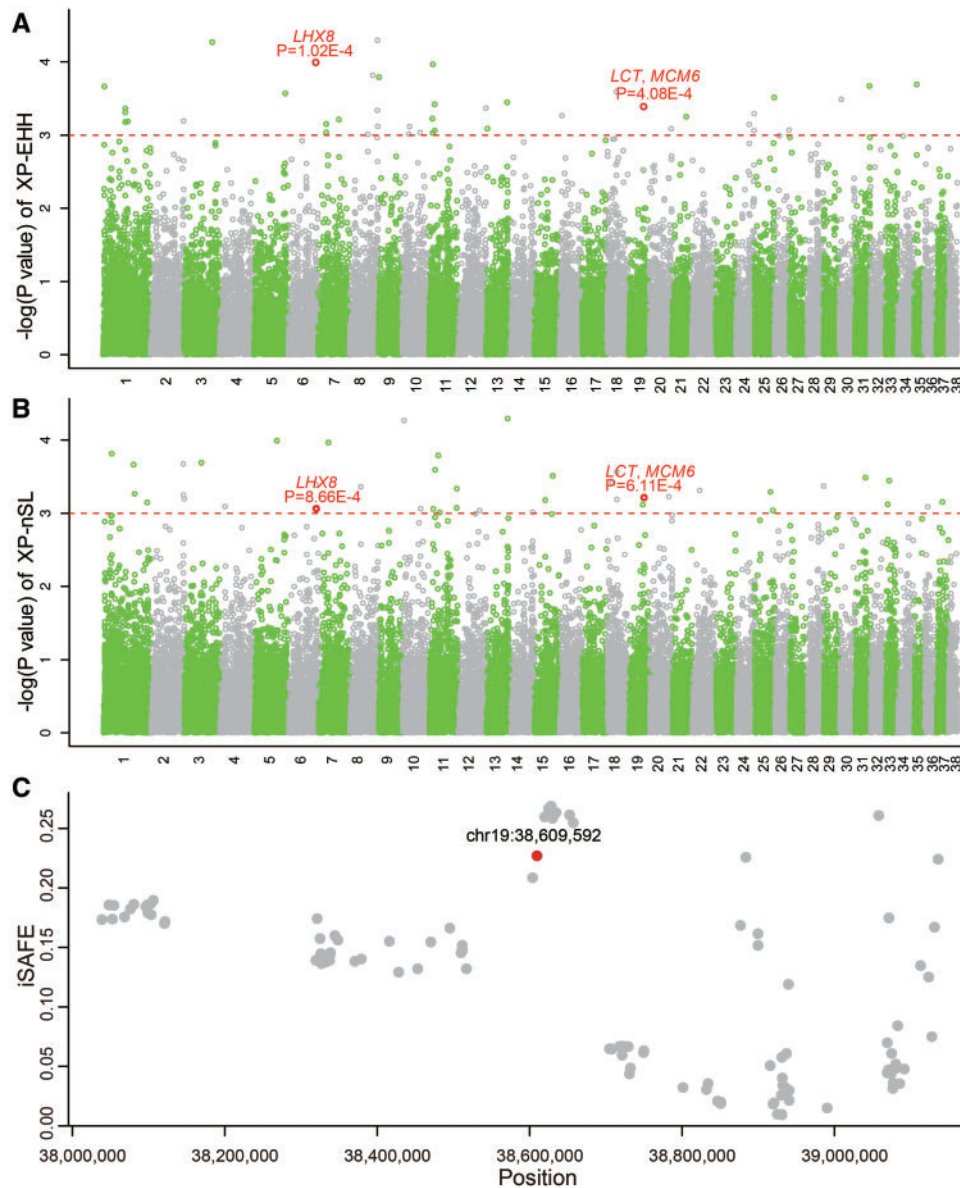 A
-log(P value) of XP-EHH
4
3
2
1
0
LHX8
P=1.02E-4
LCT, MCM6
P=4.08E-4
1 2 3 4 5 6 7 8 9 10 11 12 13 14 15 16 17 18 19 20 21 22 23 24 25 26 27 28 29 30 31 32 33 34 35 36 37 38
B
-log(P value) of XP-nSL
4
3
2
1
0
LHX8
P=8.66E-4
LCT, MCM6
P=6.11E-4
1 2 3 4 5 6 7 8 9 10 11 12 13 14 15 16 17 18 19 20 21 22 23 24 25 26 27 28 29 30 31 32 33 34 35 36 37 38
C
iSAFE
0.25
0.20
0.15
0.10
0.05
0.00
chr19:38,609,592
38,000,000 38,200,000 38,400,000 38,600,000 38,800,000 39,000,000
Position